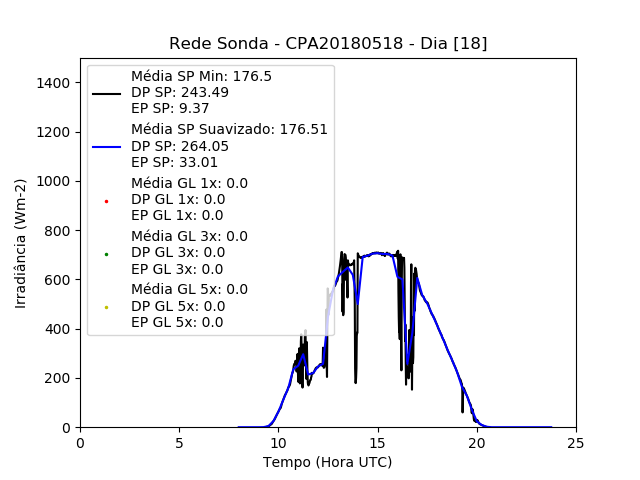 Rede Sonda - CPA20180518 - Dia [18]
Média SP Min: 176.5
DP SP: 243.49
EP SP: 9.37
Média SP Suavizado: 176.51
DP SP: 264.05
EP SP: 33.01
Média GL 1x: 0.0
DP GL 1x: 0.0
EP GL 1x: 0.0
Média GL 3x: 0.0
DP GL 3x: 0.0
EP GL 3x: 0.0
Média GL 5x: 0.0
DP GL 5x: 0.0
EP GL 5x: 0.0
Irradiância (Wm-2)
1400
1200
1000
800
600
400
200
0
0 5 10 15 20 25
Tempo (Hora UTC)